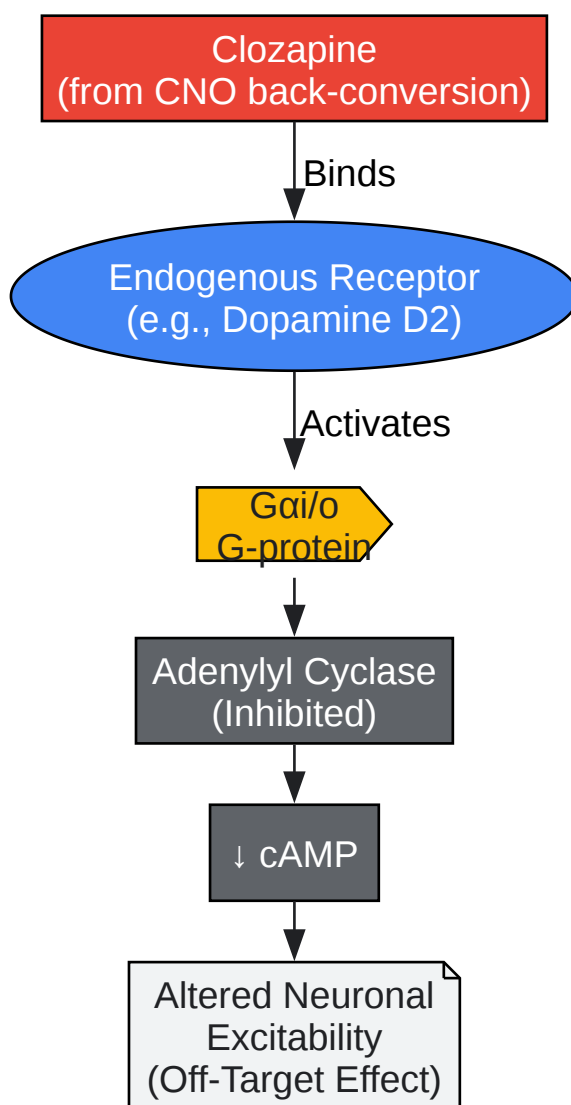 Clozapine
(from CNO back-conversion)
Binds
Endogenous Receptor
(e.g., Dopamine D2)
Activates
Gαi/o
G-protein
Adenylyl Cyclase
(Inhibited)
↓ cAMP
Altered Neuronal
Excitability
(Off-Target Effect)